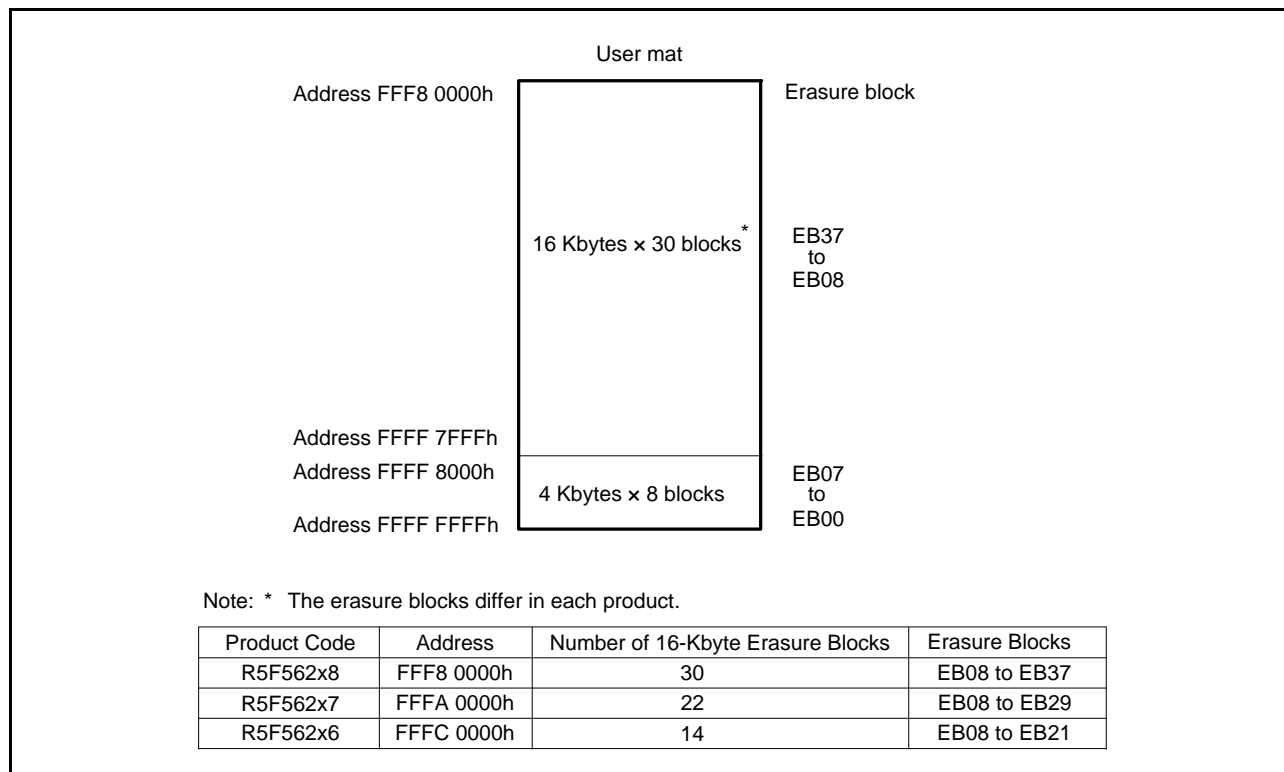 User mat
Address FFF8 0000h
Erasure block
16 Kbytes × 30 blocks*
EB37
to
EB08
Address FFFF 7FFFh
Address FFFF 8000h
4 Kbytes × 8 blocks
EB07
to
EB00
Address FFFF FFFFh
Note: * The erasure blocks differ in each product.
Product Code Address Number of 16-Kbyte Erasure Blocks Erasure Blocks
R5F562x8 FFF8 0000h 30 EB08 to EB37
R5F562x7 FFFA 0000h 22 EB08 to EB29
R5F562x6 FFFC 0000h 14 EB08 to EB21